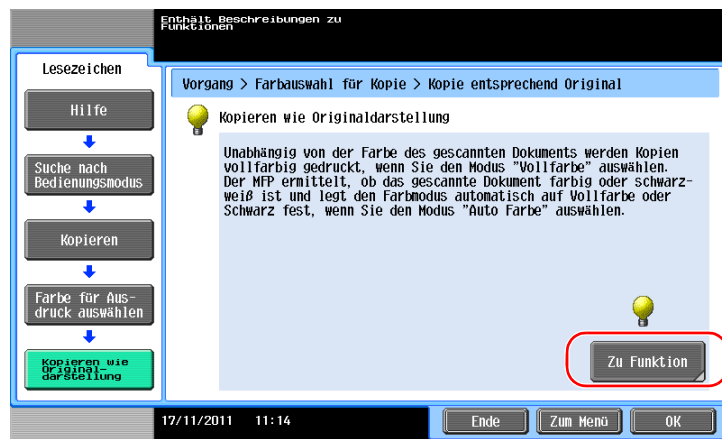 Enthält Beschreibungen zu
Funktionen
Lesezeichen
Hilfe
Suche nach
Bedienungsmodus
Kopieren
Farbe für Aus-
druck auswählen
Kopieren wie
Original-
darstellung
Vorgang > Farbauswahl für Kopie > Kopie entsprechend Original
Kopieren wie Originaldarstellung
Unabhängig von der Farbe des gescannten Dokuments werden Kopien
vollfarbig gedruckt, wenn Sie den Modus "Vollfarbe" auswählen.
Der MFP ermittelt, ob das gescannte Dokument farbig oder schwarz-
weiß ist und legt den Farbmodus automatisch auf Vollfarbe oder
Schwarz fest, wenn Sie den Modus "Auto Farbe" auswählen.
Zu Funktion
17/11/2011 11:14
Ende
Zum Menü
OK